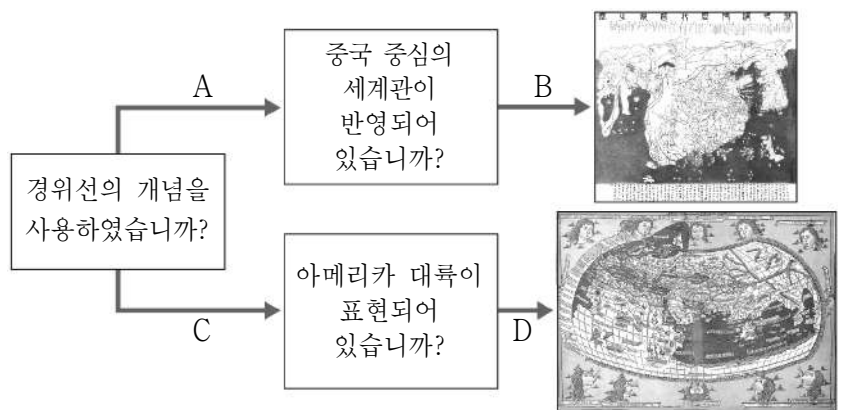 중국 중심의
세계관이
반영되어
있습니까?
A
B
경위선의 개념을
사용하였습니까?
아메리카 대륙이
표현되어
있습니까?
C
D